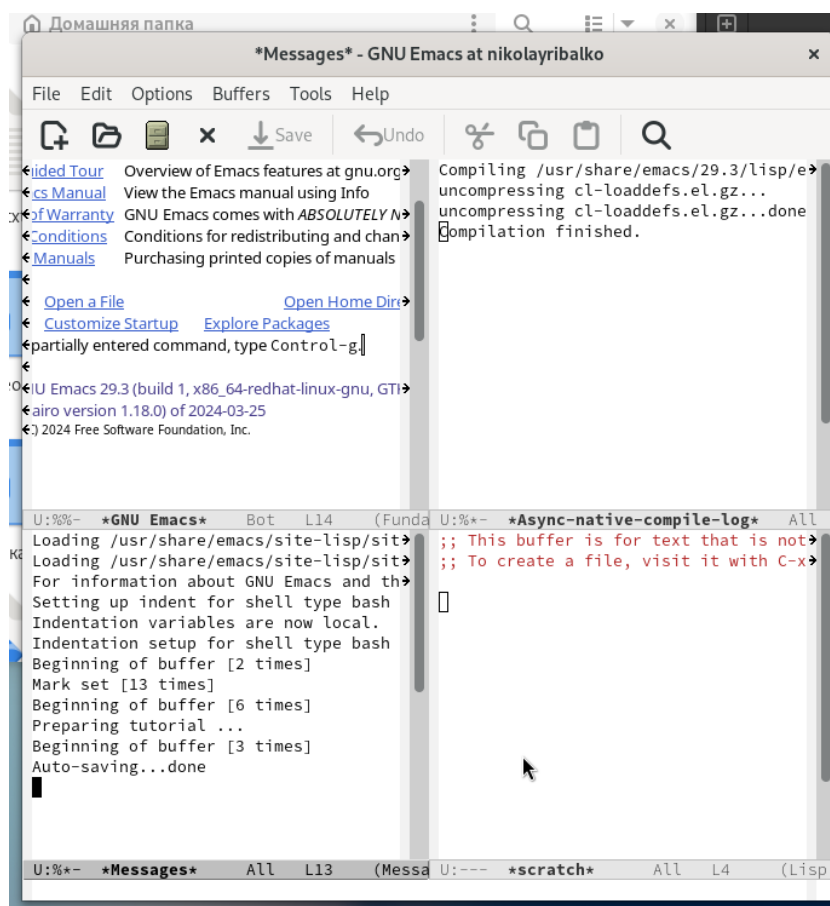 Домашняя папка
*Messages* - GNU Emacs at nikolayribalko
File Edit Options Buffers Tools Help
Save Undo
ided Tour Overview of Emacs features at gnu.org
cs Manual View the Emacs manual using Info
of Warranty GNU Emacs comes with ABSOLUTELY N
Conditions Conditions for redistributing and chan
Manuals Purchasing printed copies of manuals
Open a File Open Home Dire
Customize Startup Explore Packages
partially entered command, type Control-g.
IU Emacs 29.3 (build 1, x86_64-redhat-linux-gnu, GTK
airo version 1.18.0) of 2024-03-25
C) 2024 Free Software Foundation, Inc.
U:%%- *GNU Emacs* Bot L14 (Funda
Compiling /usr/share/emacs/29.3/lisp/e
uncompressing cl-loaddefs.el.gz...
uncompressing cl-loaddefs.el.gz...done
Compilation finished.
U:%*- *Async-native-compile-log* All
Loading /usr/share/emacs/site-lisp/sit
Loading /usr/share/emacs/site-lisp/sit
For information about GNU Emacs and th
Setting up indent for shell type bash
Indentation variables are now local.
Indentation setup for shell type bash
Beginning of buffer [2 times]
Mark set [13 times]
Beginning of buffer [6 times]
Preparing tutorial ...
Beginning of buffer [3 times]
Auto-saving...done
U:%*- *Messages* All L13 (Messa
;; This buffer is for text that is not
;; To create a file, visit it with C-x
U:--- *scratch* All L4 (Lisp